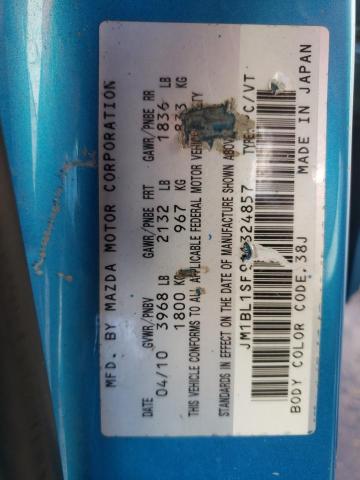 MFD. BY MAZDA MOTOR CORPORATION
DATE GVWR/PNBV GAWR/PNBE FRT GAWR/PNBE RR
04/10 3968 LB 2132 LB 1836 LB
1800 KG 967 KG 833 KG
THIS VEHICLE CONFORMS TO ALL APPLICABLE FEDERAL MOTOR VEHICLE
STANDARDS IN EFFECT ON THE DATE OF MANUFACTURE SHOWN ABOVE
TYPE C/VT
BODY COLOR CODE.38J MADE IN JAPAN